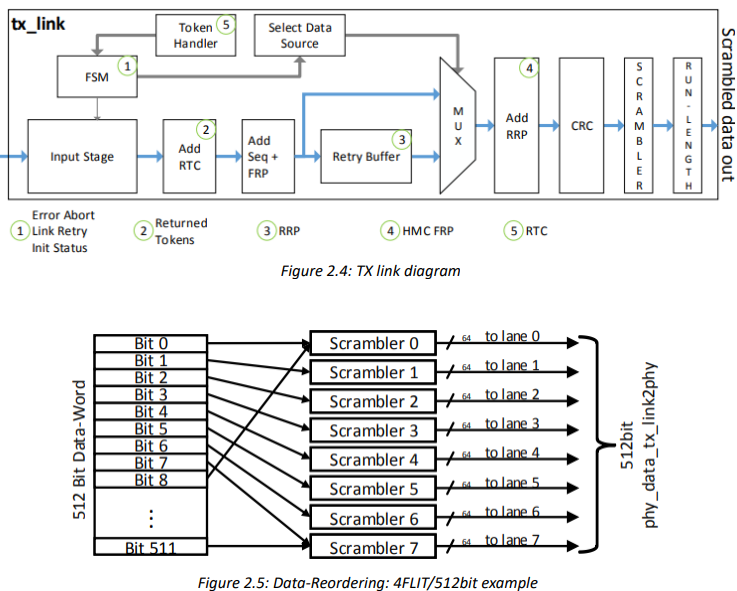 tx_link
Token
Handler
5
Select Data
Source
FSM
1
Input Stage
Add
RTC
2
Add
Seq +
FRP
Retry Buffer
3
MUX
Add
RRP
4
CRC
SCRAMBLER
RUN-LENGTH
Scrambled data out
1 Error Abort
Link Retry
Init Status
2 Returned
Tokens
3 RRP
4 HMC FRP
5 RTC
Figure 2.4: TX link diagram
512 Bit Data-Word
Bit 0
Bit 1
Bit 2
Bit 3
Bit 4
Bit 5
Bit 6
Bit 7
Bit 8
⋮
Bit 511
Scrambler 0 64 to lane 0
Scrambler 1 64 to lane 1
Scrambler 2 64 to lane 2
Scrambler 3 64 to lane 3
Scrambler 4 64 to lane 4
Scrambler 5 64 to lane 5
Scrambler 6 64 to lane 6
Scrambler 7 64 to lane 7
512bit
phy_data_tx_link2phy
Figure 2.5: Data-Reordering: 4FLIT/512bit example